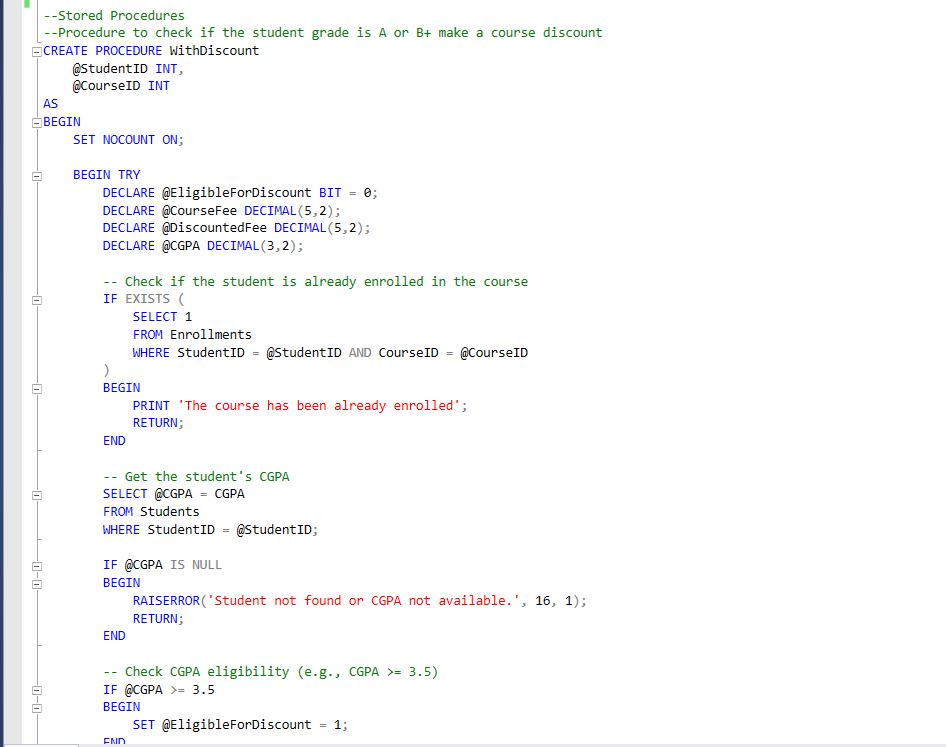 --Stored Procedures
--Procedure to check if the student grade is A or B+ make a course discount
CREATE PROCEDURE WithDiscount
    @StudentID INT,
    @CourseID INT
AS
BEGIN
    SET NOCOUNT ON;

    BEGIN TRY
        DECLARE @EligibleForDiscount BIT = 0;
        DECLARE @CourseFee DECIMAL(5,2);
        DECLARE @DiscountedFee DECIMAL(5,2);
        DECLARE @CGPA DECIMAL(3,2);

        -- Check if the student is already enrolled in the course
        IF EXISTS (
            SELECT 1
            FROM Enrollments
            WHERE StudentID = @StudentID AND CourseID = @CourseID
        )
        BEGIN
            PRINT 'The course has been already enrolled';
            RETURN;
        END

        -- Get the student's CGPA
        SELECT @CGPA = CGPA
        FROM Students
        WHERE StudentID = @StudentID;

        IF @CGPA IS NULL
        BEGIN
            RAISERROR('Student not found or CGPA not available.', 16, 1);
            RETURN;
        END

        -- Check CGPA eligibility (e.g., CGPA >= 3.5)
        IF @CGPA >= 3.5
        BEGIN
            SET @EligibleForDiscount = 1;
        END